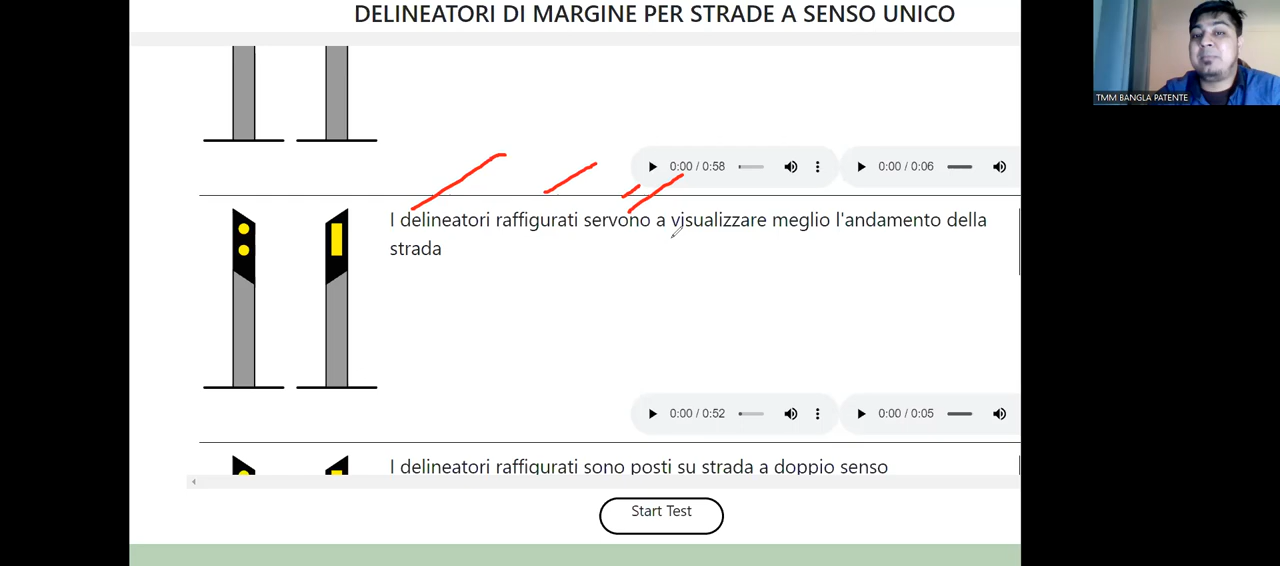 DELINEATORI DI MARGINE PER STRADE A SENSO UNICO
TMM BANGLA PATENTE
0:00 / 0:58
0:00 / 0:06
I delineatori raffigurati servono a visualizzare meglio l'andamento della
strada
0:00 / 0:52
0:00 / 0:05
I delineatori raffigurati sono posti su strada a doppio senso
Start Test